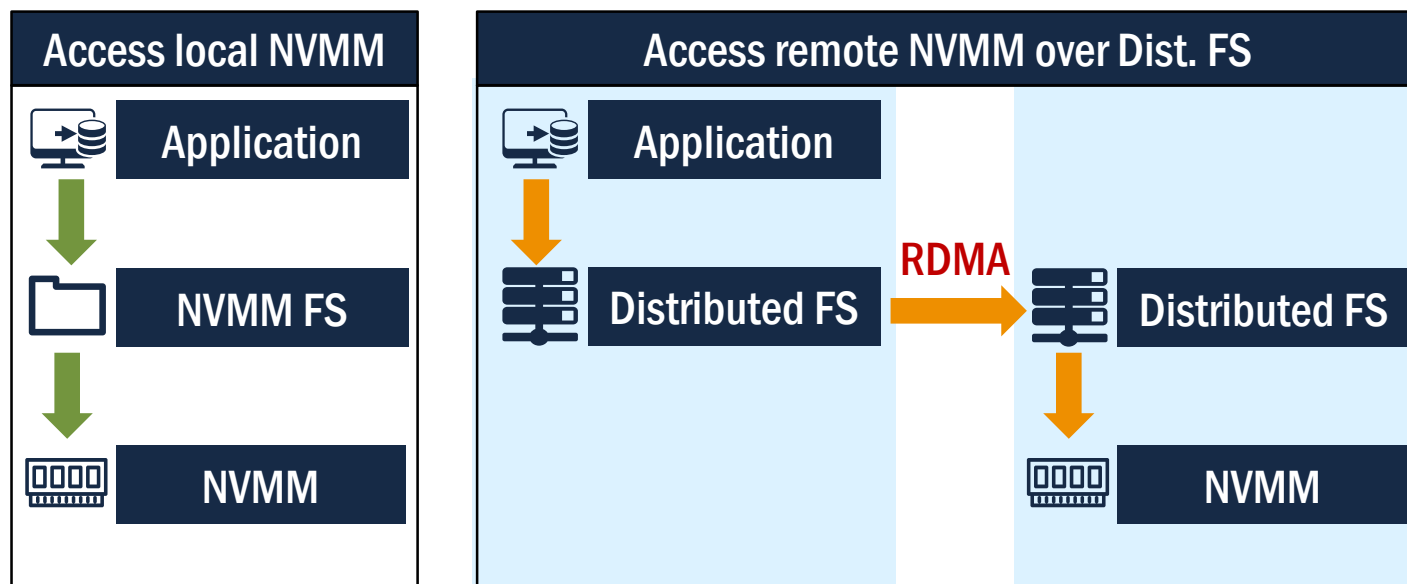 Access local NVMM
Application
NVMM FS
NVMM
Access remote NVMM over Dist. FS
Application
Distributed FS
RDMA
Distributed FS
NVMM